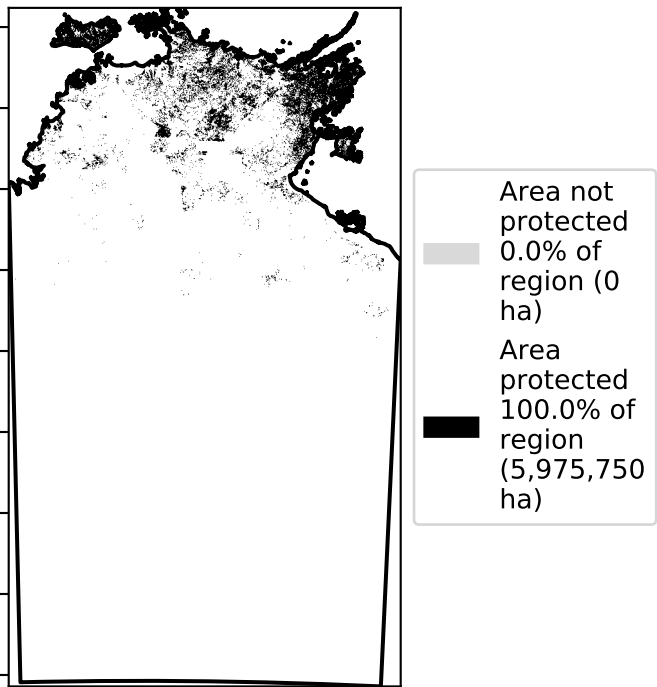 Area not
protected
0.0% of
region (0
ha)
Area
protected
100.0% of
region
(5,975,750
ha)